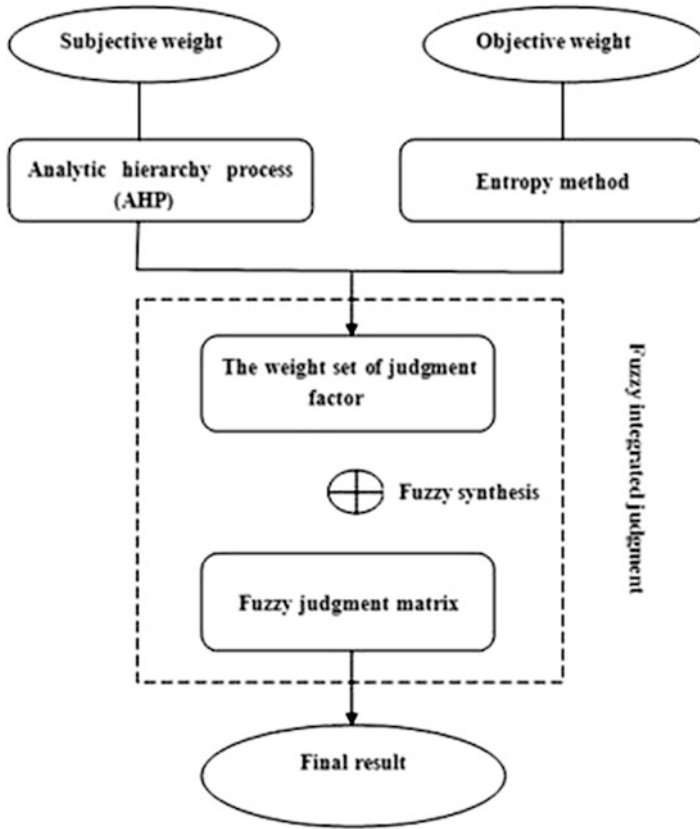 Subjective weight
Objective weight
Analytic hierarchy process
(AHP)
Entropy method
The weight set of judgment
factor
Fuzzy synthesis
Fuzzy judgment matrix
Fuzzy integrated judgment
Final result